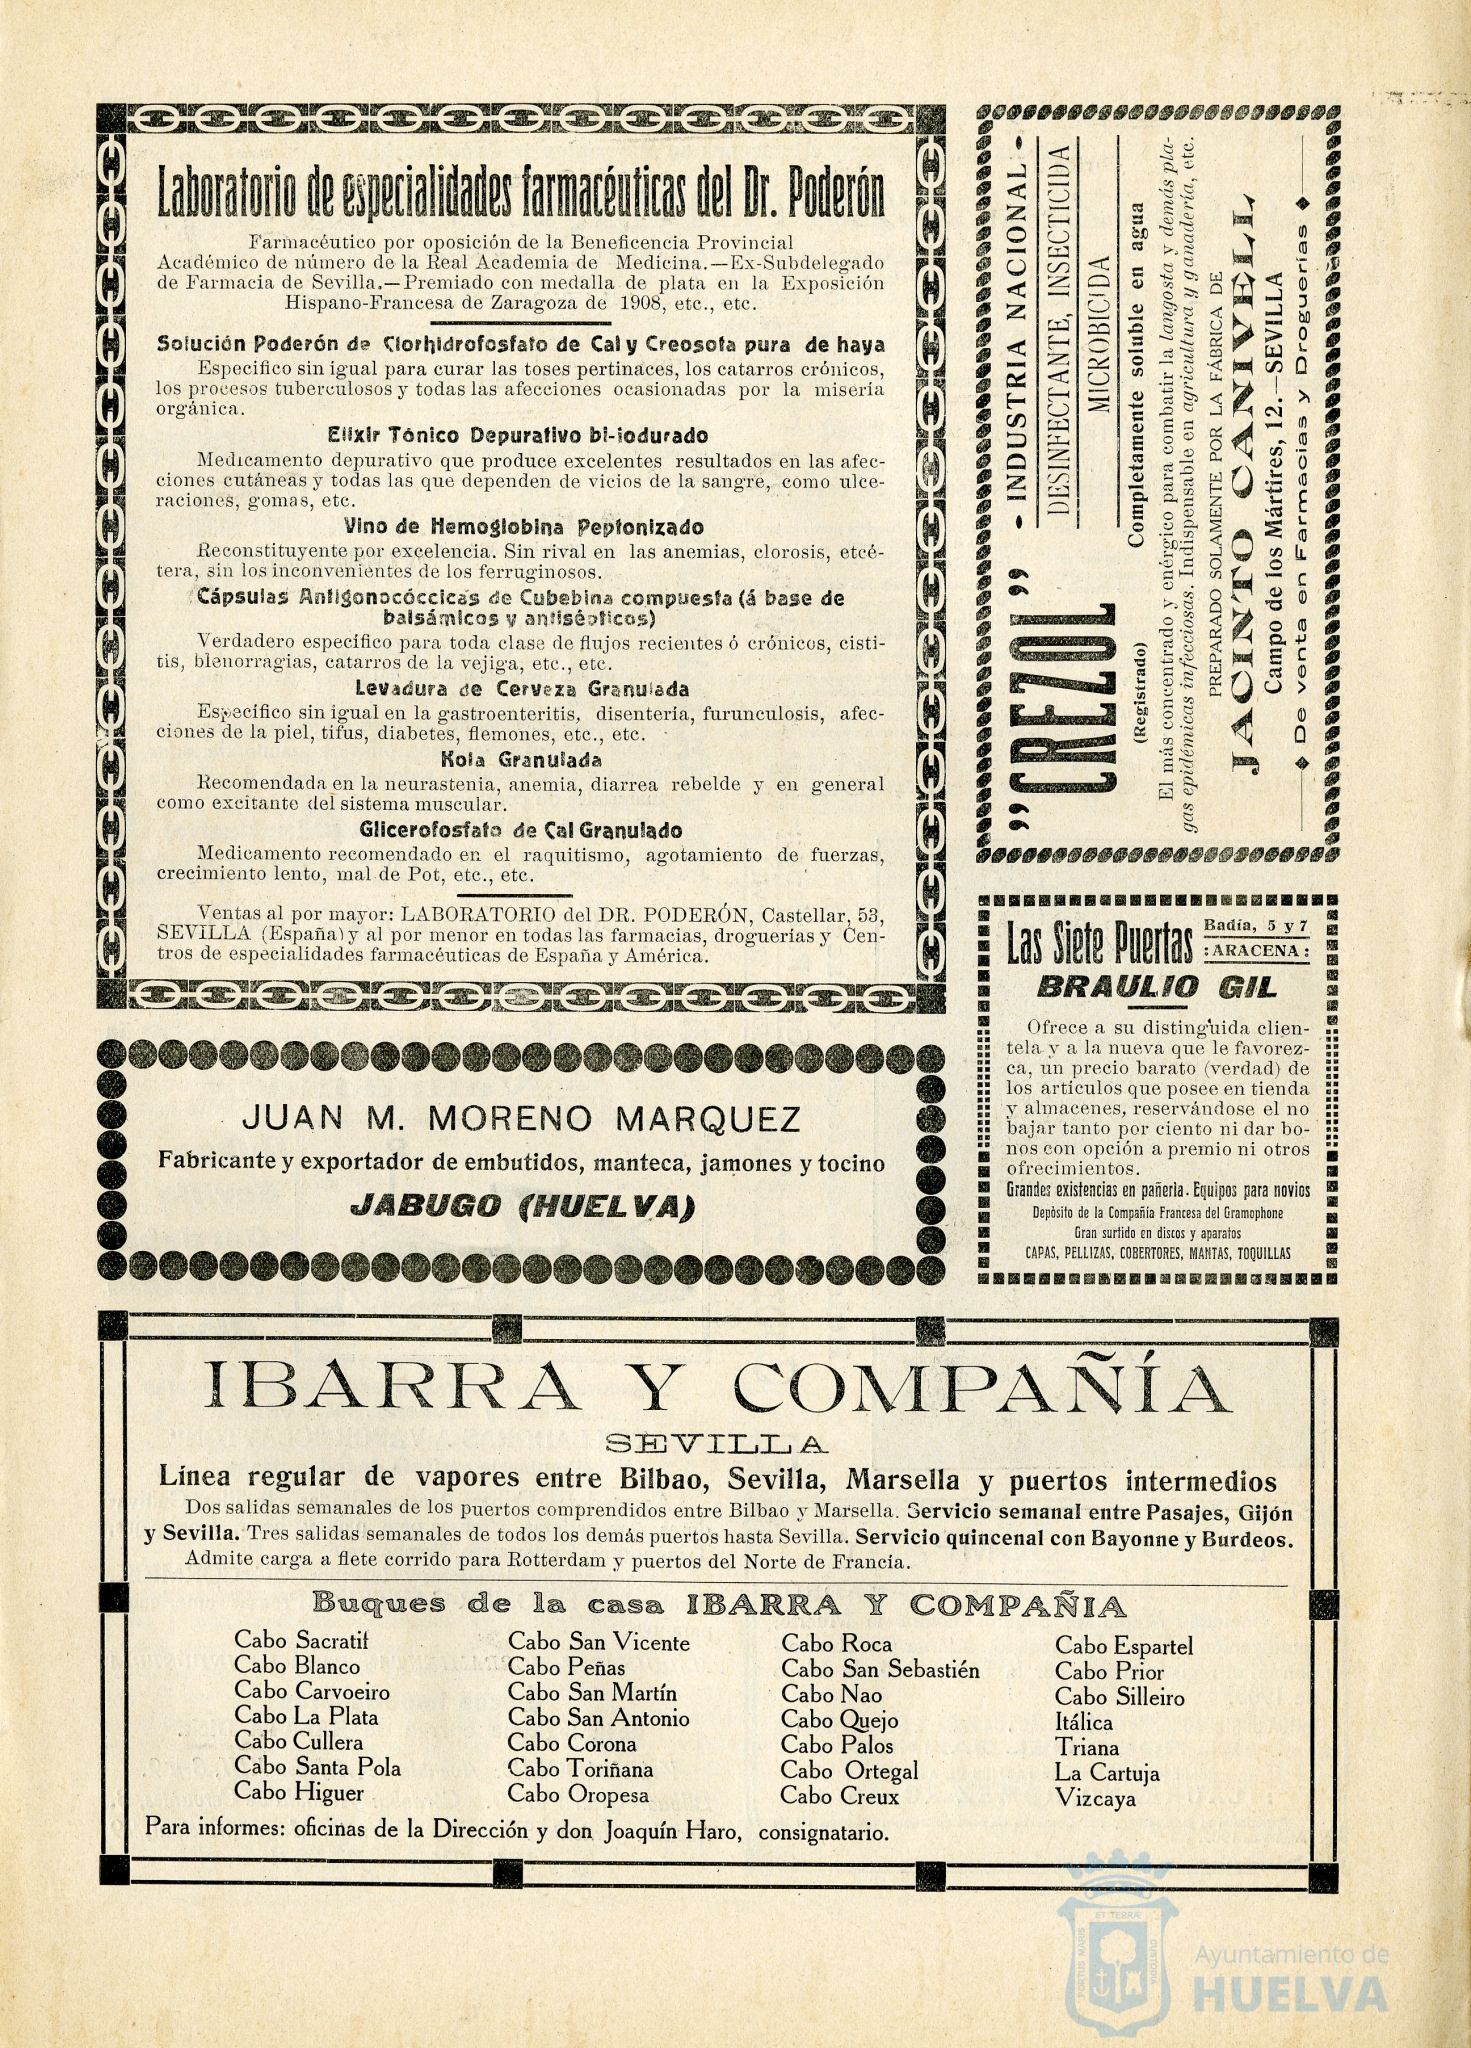 Laboratorio de especialidades farmacéuticas del Dr. Poderón
Farmacéutico por oposición de la Beneficencia Provincial
Académico de número de la Real Academia de Medicina.—Ex-Subdelegado
de Farmacia de Sevilla.—Premiado con medalla de plata en la Exposición
Hispano-Francesa de Zaragoza de 1908, etc., etc.
Solución Poderón de Clorhidrofosfato de Cal y Creosota pura de haya
Especifico sin igual para curar las toses pertinaces, los catarros crónicos,
los procesos tuberculosos y todas las afecciones ocasionadas por la miseria
orgánica.
Elixir Tónico Depurativo bi-iodurado
Medicamento depurativo que produce excelentes resultados en las afec-
ciones cutáneas y todas las que dependen de vicios de la sangre, como ulce-
raciones, gomas, etc.
Vino de Hemoglobina Peptonizado
Reconstituyente por excelencia. Sin rival en las anemias, clorosis, etcé-
tera, sin los inconvenientes de los ferruginosos.
Cápsulas Antigonocóccicas de Cubebina compuesta (á base de
balsámicos y antisépticos)
Verdadero específico para toda clase de flujos recientes ó crónicos, cisti-
tis, blenorragias, catarros de la vejiga, etc., etc.
Levadura de Cerveza Granulada
Específico sin igual en la gastroenteritis, disentería, furunculosis, afec-
ciones de la piel, tifus, diabetes, flemones, etc., etc.
Kola Granulada
Recomendada en la neurastenia, anemia, diarrea rebelde y en general
como excitante del sistema muscular.
Glicerofosfato de Cal Granulado
Medicamento recomendado en el raquitismo, agotamiento de fuerzas,
crecimiento lento, mal de Pot, etc., etc.
Ventas al por mayor: LABORATORIO del DR. PODERÓN, Castellar, 53,
SEVILLA (España) y al por menor en todas las farmacias, droguerías y Cen-
tros de especialidades farmacéuticas de España y América.
"CREZOL"
(Registrado)
- INDUSTRIA NACIONAL -
DESINFECTANTE, INSECTICIDA
MICROBICIDA
Completamente soluble en agua
El más concentrado y enérgico para combatir la langosta y demás pla-
gas epidémicas infecciosas. Indispensable en agricultura y ganadería, etc.
PREPARADO SOLAMENTE POR LA FÁBRICA DE
JACINTO CANIVELL
Campo de los Mártires, 12.—SEVILLA
De venta en Farmacias y Droguerías
Las Siete Puertas
Badía, 5 y 7
: ARACENA :
BRAULIO GIL
Ofrece a su distinguida clien-
tela y a la nueva que le favorez-
ca, un precio barato (verdad) de
los artículos que posee en tienda
y almacenes, reservándose el no
bajar tanto por ciento ni dar bo-
nos con opción a premio ni otros
ofrecimientos.
Grandes existencias en pañería. Equipos para novios
Depósito de la Compañía Francesa del Gramophone
Gran surtido en discos y aparatos
CAPAS, PELLIZAS, COBERTORES, MANTAS, TOQUILLAS
JUAN M. MORENO MARQUEZ
Fabricante y exportador de embutidos, manteca, jamones y tocino
JABUGO (HUELVA)
IBARRA Y COMPAÑÍA
SEVILLA
Línea regular de vapores entre Bilbao, Sevilla, Marsella y puertos intermedios
Dos salidas semanales de los puertos comprendidos entre Bilbao y Marsella. Servicio semanal entre Pasajes, Gijón
y Sevilla. Tres salidas semanales de todos los demás puertos hasta Sevilla. Servicio quincenal con Bayonne y Burdeos.
Admite carga a flete corrido para Rotterdam y puertos del Norte de Francia.
Buques de la casa IBARRA Y COMPAÑIA
Cabo Sacratif
Cabo Blanco
Cabo Carvoeiro
Cabo La Plata
Cabo Cullera
Cabo Santa Pola
Cabo Higuer
Cabo San Vicente
Cabo Peñas
Cabo San Martín
Cabo San Antonio
Cabo Corona
Cabo Toriñana
Cabo Oropesa
Cabo Roca
Cabo San Sebastién
Cabo Nao
Cabo Quejo
Cabo Palos
Cabo Ortegal
Cabo Creux
Cabo Espartel
Cabo Prior
Cabo Silleiro
Itálica
Triana
La Cartuja
Vizcaya
Para informes: oficinas de la Dirección y don Joaquín Haro, consignatario.
ET TERRÆ
PORTUS MARIS
CUSTODIA
Ayuntamiento de
HUELVA